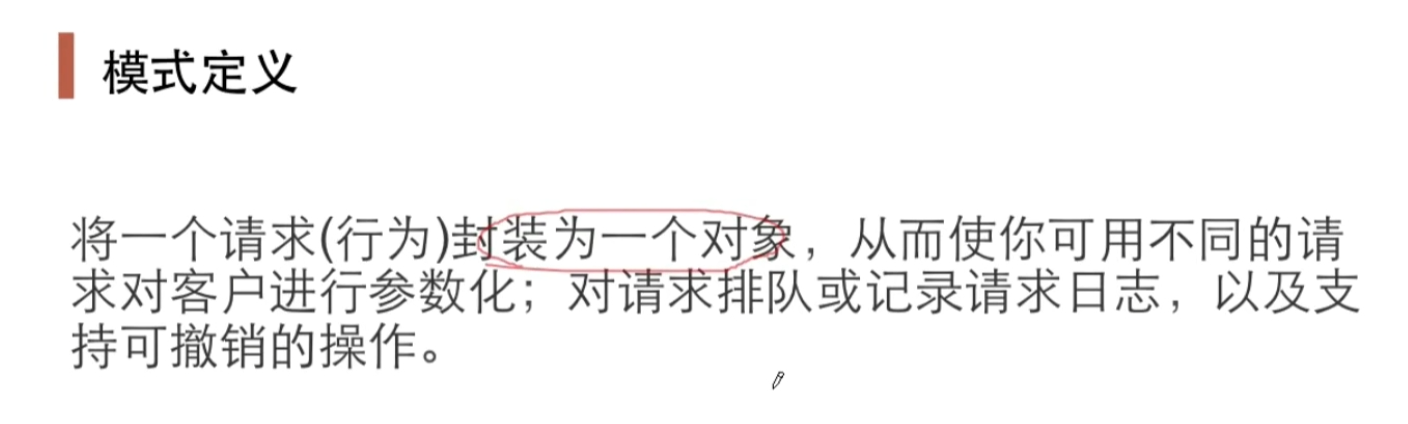 模式定义
将一个请求(行为)封装为一个对象，从而使你可用不同的请
求对客户进行参数化；对请求排队或记录请求日志，以及支
持可撤销的操作。